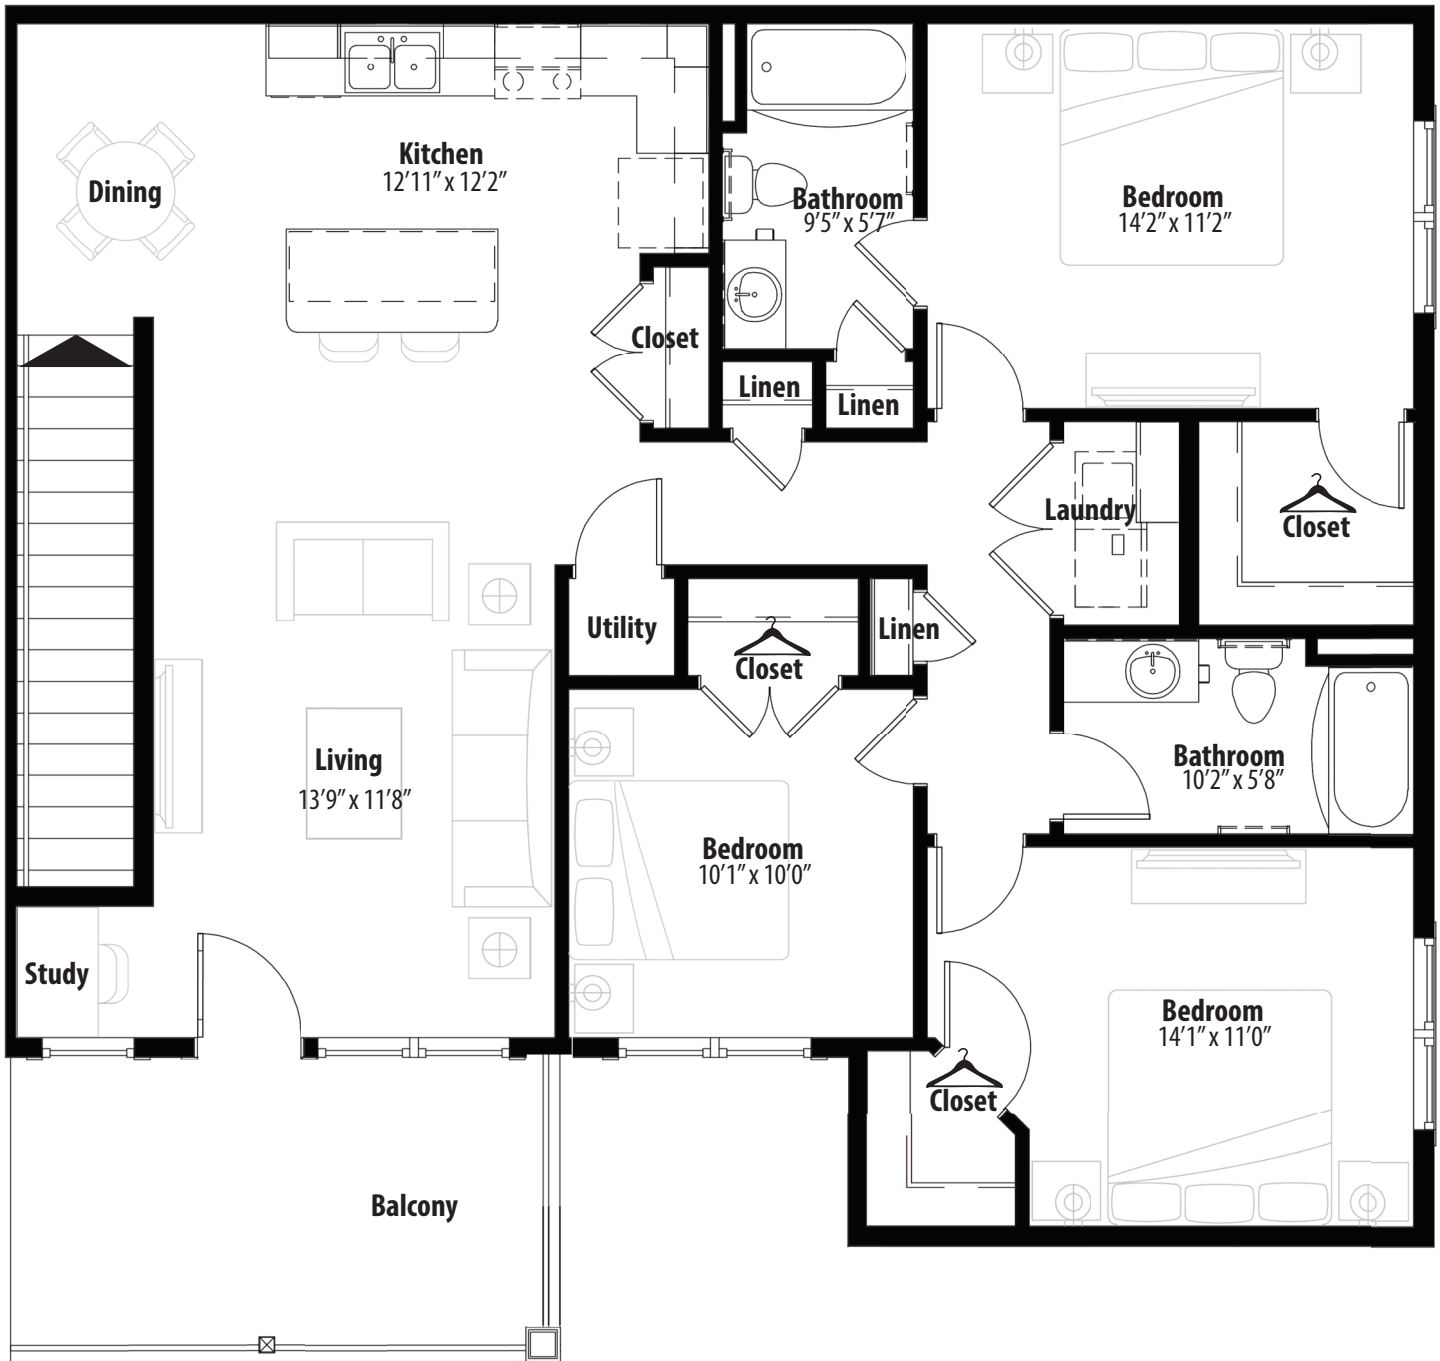 Kitchen
12'11" x 12'2"
Dining
Bathroom
9'5" x 5'7"
Bedroom
14'2" x 11'2"
Closet
Linen
Linen
Laundry
Closet
Utility
Closet
Linen
Living
13'9" x 11'8"
Bathroom
10'2" x 5'8"
Bedroom
10'1" x 10'0"
Study
Bedroom
14'1" x 11'0"
Closet
Balcony